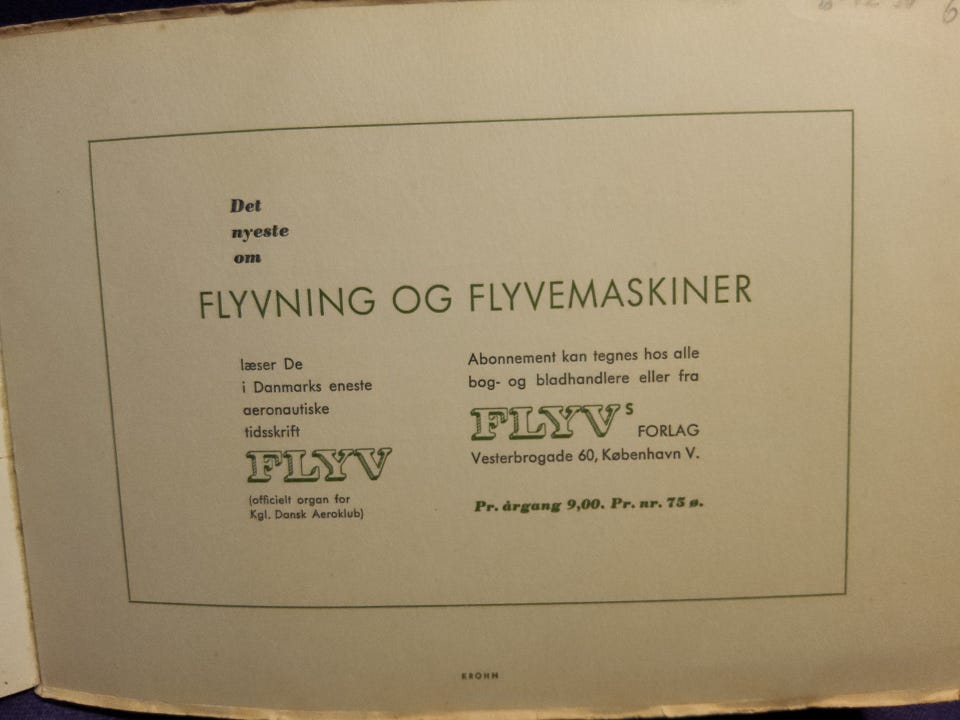 Det
nyeste
om
FLYVNING OG FLYVEMASKINER
læser De
i Danmarks eneste
aeronautiske
tidsskrift
FLYV
(officielt organ for
Kgl. Dansk Aeroklub)
Abonnement kan tegnes hos alle
bog- og bladhandlere eller fra
FLYVS
FORLAG
Vesterbrogade 60, København V.
Pr. årgang 9,00. Pr. nr. 75 ø.
KROHN